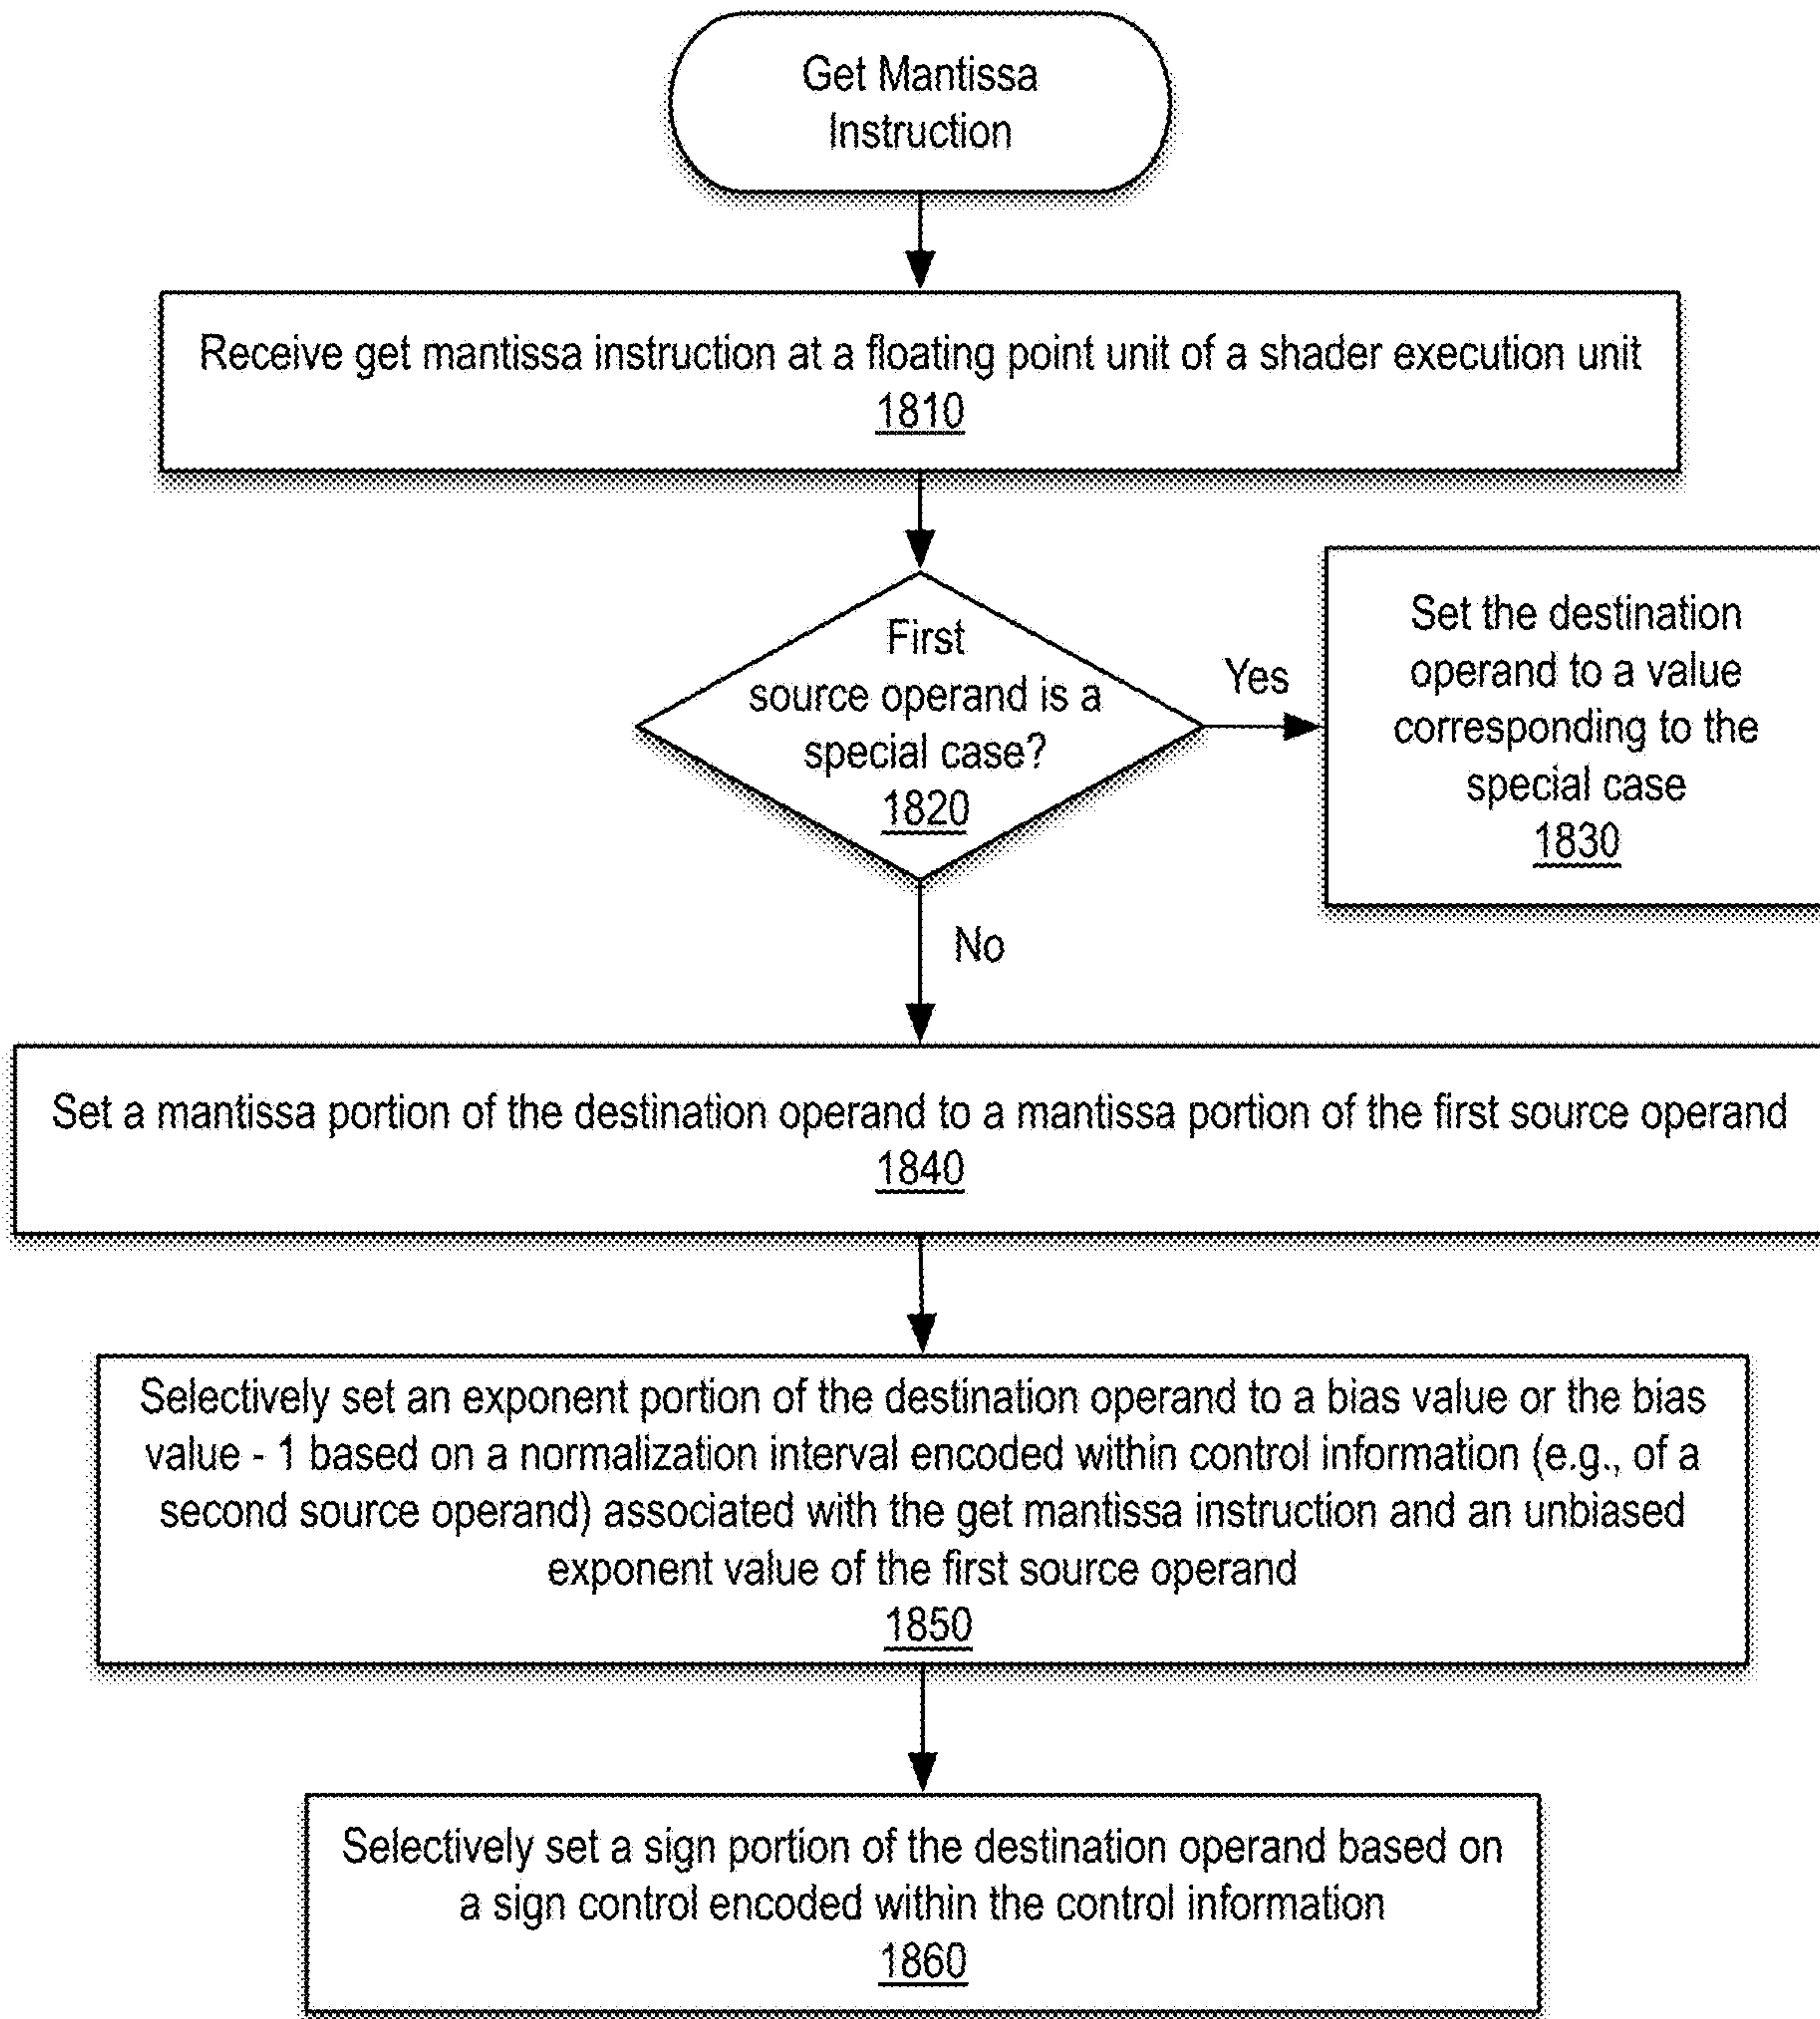 Get Mantissa
Instruction
Receive get mantissa instruction at a floating point unit of a shader execution unit
1810
First
source operand is a
special case?
1820
Yes
Set the destination
operand to a value
corresponding to the
special case
1830
No
Set a mantissa portion of the destination operand to a mantissa portion of the first source operand
1840
Selectively set an exponent portion of the destination operand to a bias value or the bias
value - 1 based on a normalization interval encoded within control information (e.g., of a
second source operand) associated with the get mantissa instruction and an unbiased
exponent value of the first source operand
1850
Selectively set a sign portion of the destination operand based on
a sign control encoded within the control information
1860